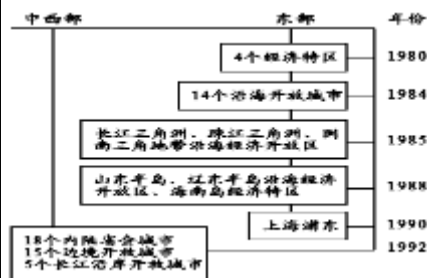 中西部 东部 年份
4个经济特区 1980
14个沿海开放城市 1984
长江三角洲、珠江三角洲、闽
南三角地带沿海经济开放区 1985
山东半岛、辽东半岛沿海经济
开放区、海南岛经济特区 1988
上海浦东 1990
18个内陆省会城市 1992
15个边境开放城市
5个长江沿岸开放城市